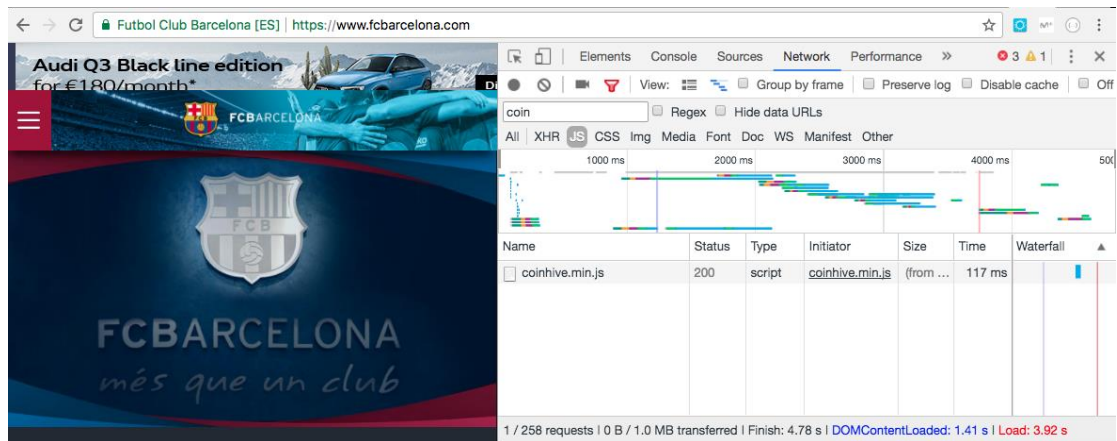 Futbol Club Barcelona [ES] | https://www.fcbarcelona.com
Audi Q3 Black line edition
for €180/month*
FCBARCELONA
FCB
FCBARCELONA
més que un club
Elements Console Sources Network Performance » 3 1
View: Group by frame Preserve log Disable cache Off
coin Regex Hide data URLs
All XHR JS CSS Img Media Font Doc WS Manifest Other
1000 ms 2000 ms 3000 ms 4000 ms 500
Name Status Type Initiator Size Time Waterfall
coinhive.min.js 200 script coinhive.min.js (from ... 117 ms
1 / 258 requests | 0 B / 1.0 MB transferred | Finish: 4.78 s | DOMContentLoaded: 1.41 s | Load: 3.92 s